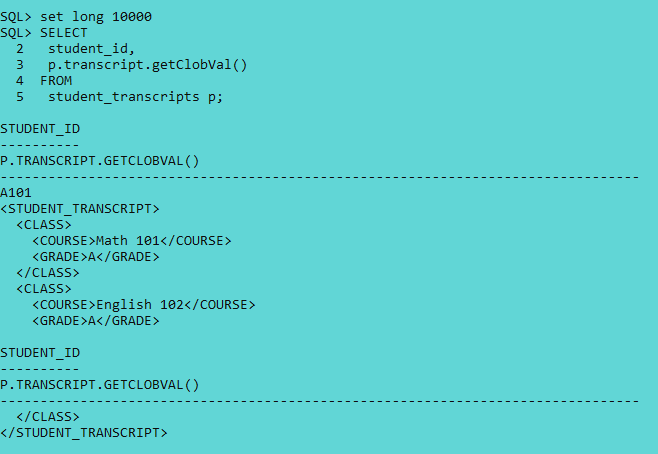 SQL> set long 10000
SQL> SELECT
  2   student_id,
  3   p.transcript.getClobVal()
  4  FROM
  5   student_transcripts p;

STUDENT_ID
----------
P.TRANSCRIPT.GETCLOBVAL()
--------------------------------------------------------------------------------
A101
<STUDENT_TRANSCRIPT>
  <CLASS>
    <COURSE>Math 101</COURSE>
    <GRADE>A</GRADE>
  </CLASS>
  <CLASS>
    <COURSE>English 102</COURSE>
    <GRADE>A</GRADE>

STUDENT_ID
----------
P.TRANSCRIPT.GETCLOBVAL()
--------------------------------------------------------------------------------
  </CLASS>
</STUDENT_TRANSCRIPT>